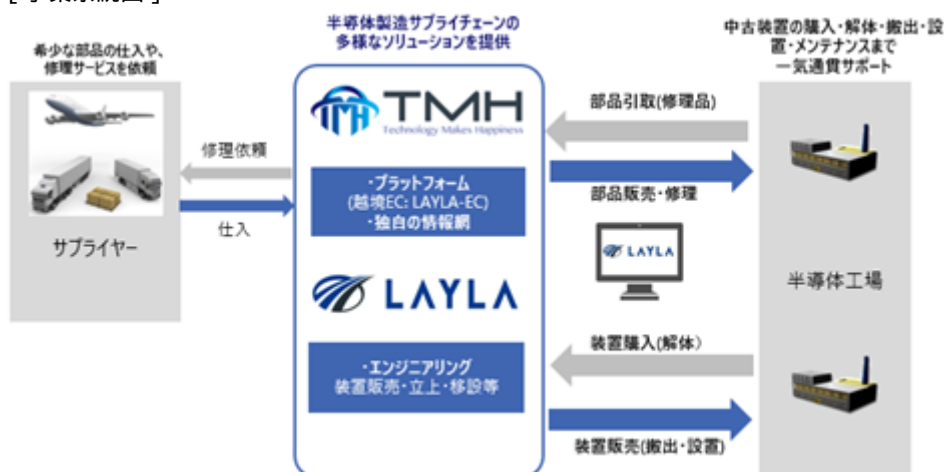 [事業系統図]
希少な部品の仕入や、
修理サービスを依頼
サプライヤー
修理依頼
仕入
半導体製造サプライチェーンの
多様なソリューションを提供
TMH
TMH
Technology Makes Happiness
・プラットフォーム
(越境EC: LAYLA-EC)
・独自の情報網
LAYLA
・エンジニアリング
装置販売・立上・移設等
部品引取(修理品)
部品販売・修理
LAYLA
装置購入(解体)
装置販売(搬出・設置)
中古装置の購入・解体・搬出・設
置・メンテナンスまで
一気通貫サポート
半導体工場